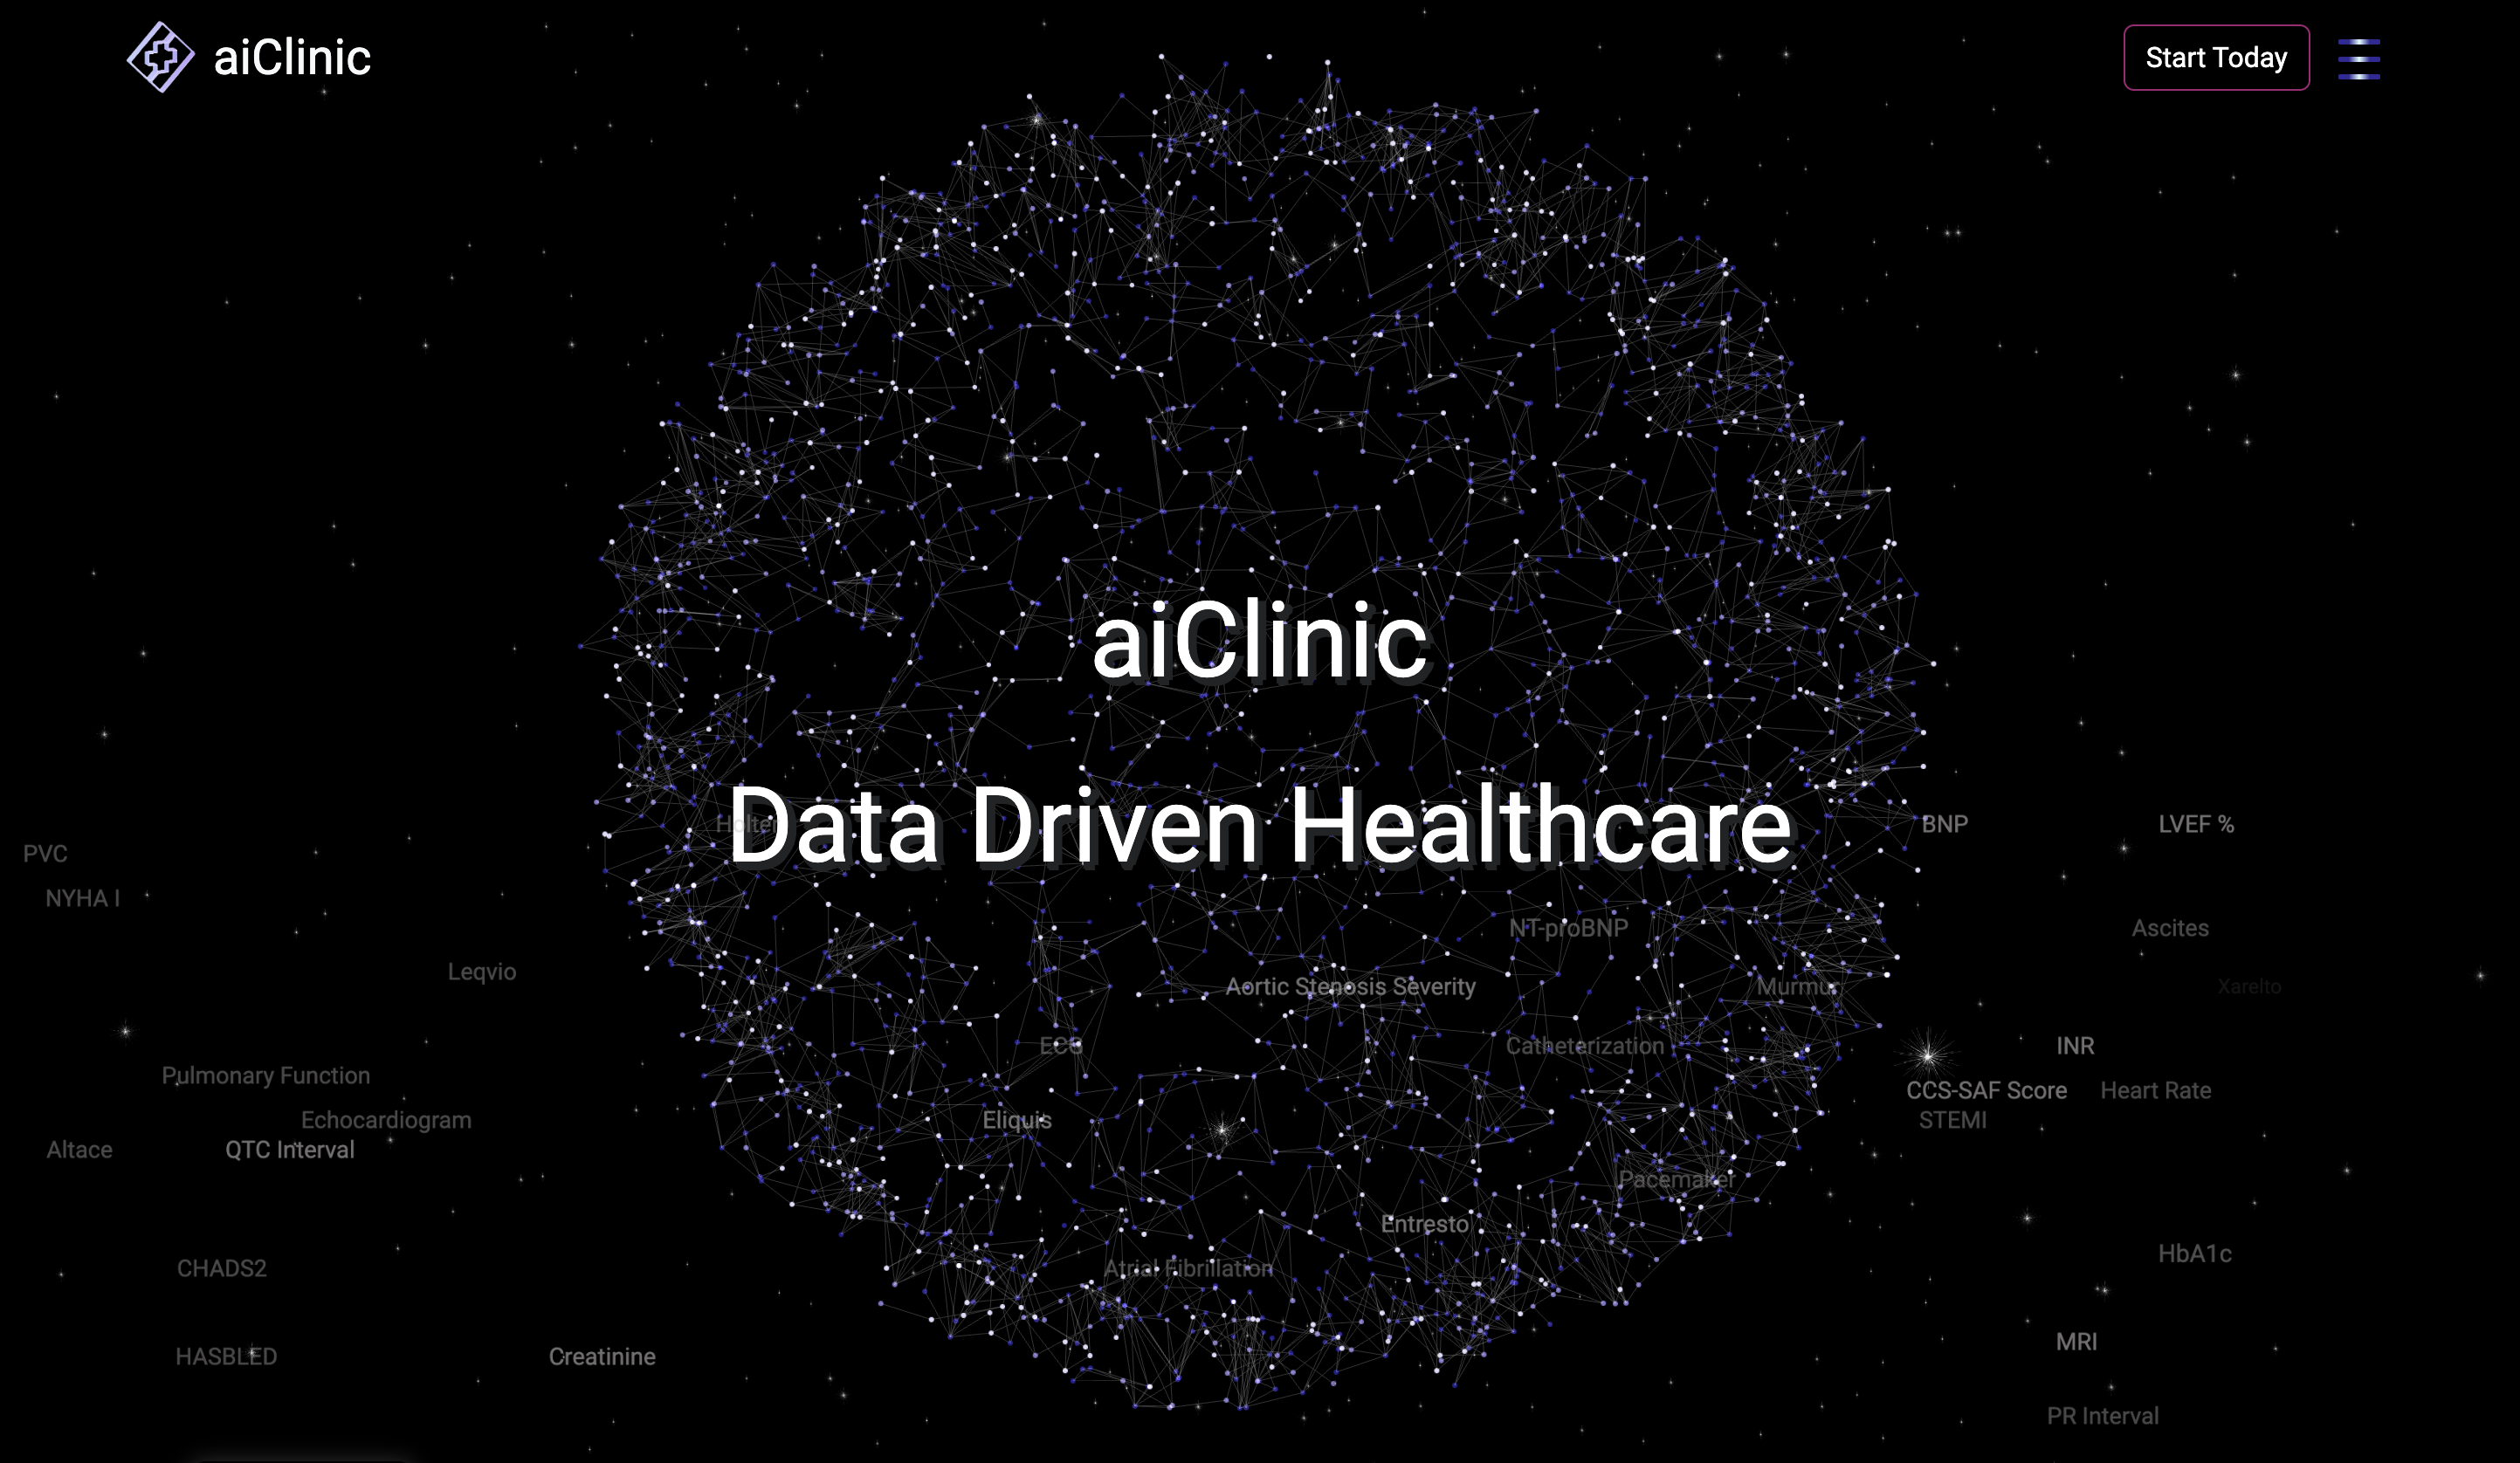 aiClinic
Start Today
aiClinic
Data Driven Healthcare
Holter
BNP
LVEF %
PVC
NYHA I
NT-proBNP
Ascites
Leqvio
Aortic Stenosis Severity
Murmur
Xarelto
ECG
Catheterization
INR
Pulmonary Function
CCS-SAF Score
Heart Rate
Echocardiogram
Eliquis
STEMI
Altace
QTC Interval
Pacemaker
Entresto
HbA1c
CHADS2
Atrial Fibrillation
MRI
HASBLED
Creatinine
PR Interval